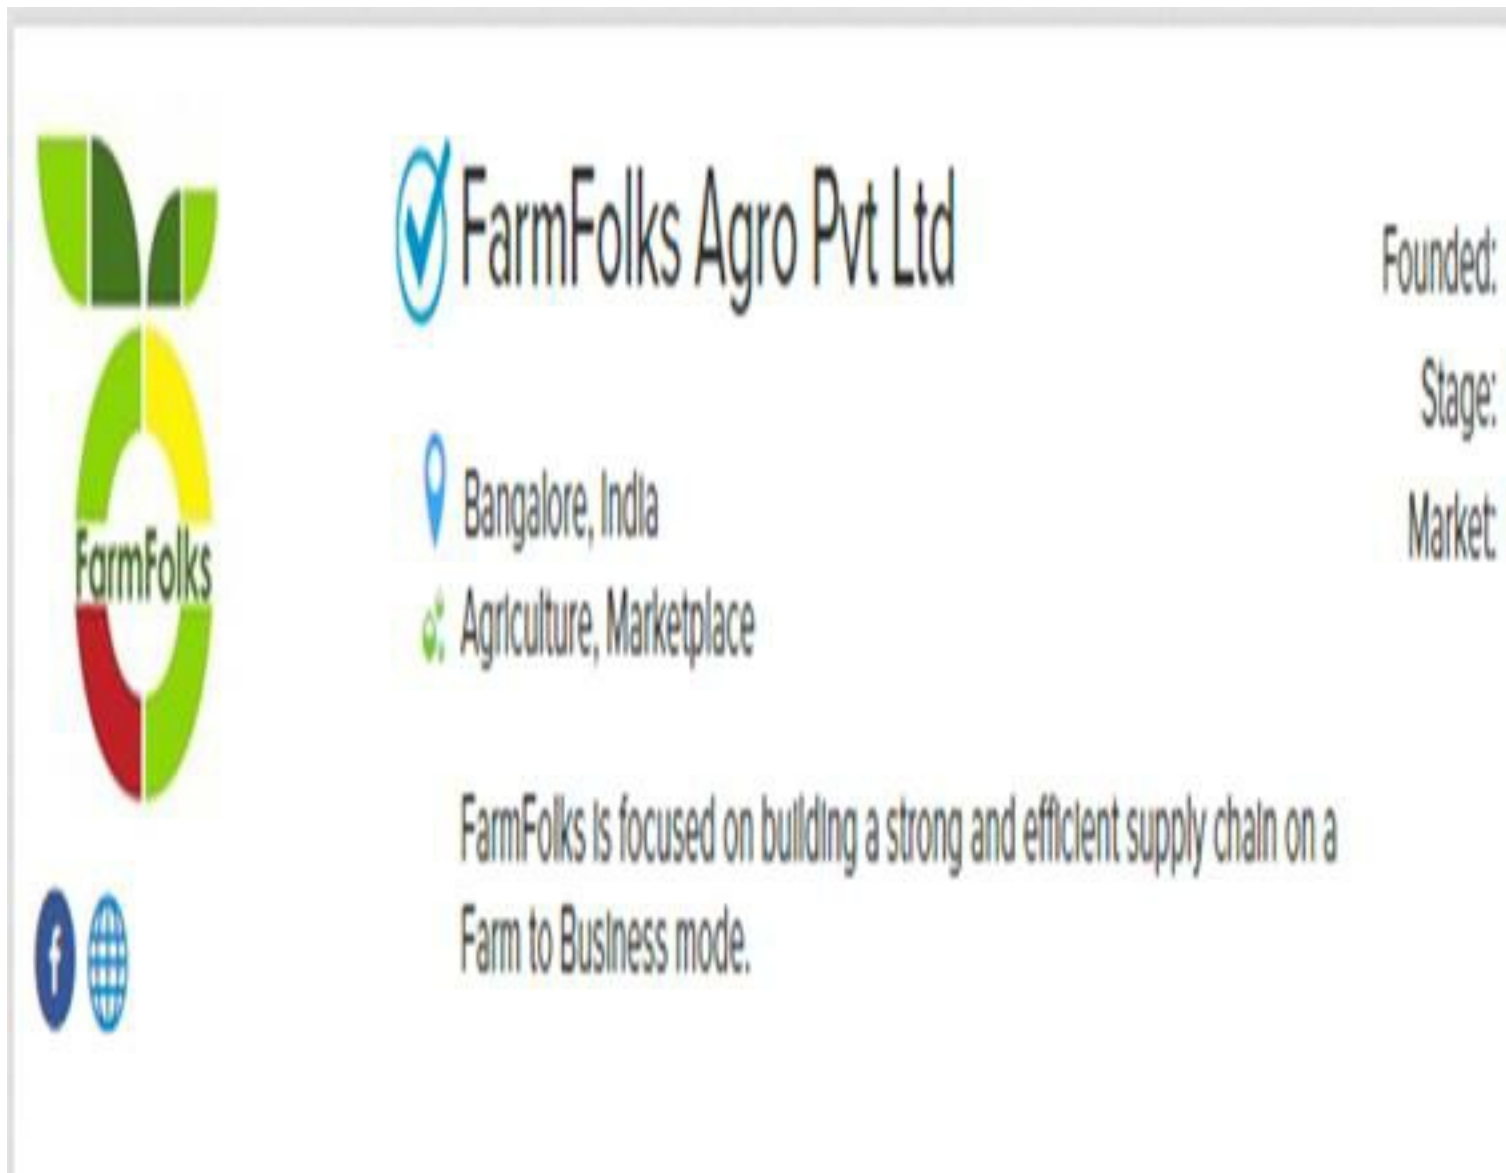 FarmFolks Agro Pvt Ltd
Founded:
Stage:
Market:
Bangalore, India
Agriculture, Marketplace
FarmFolks
FarmFolks is focused on building a strong and efficient supply chain on a
Farm to Business mode.
f